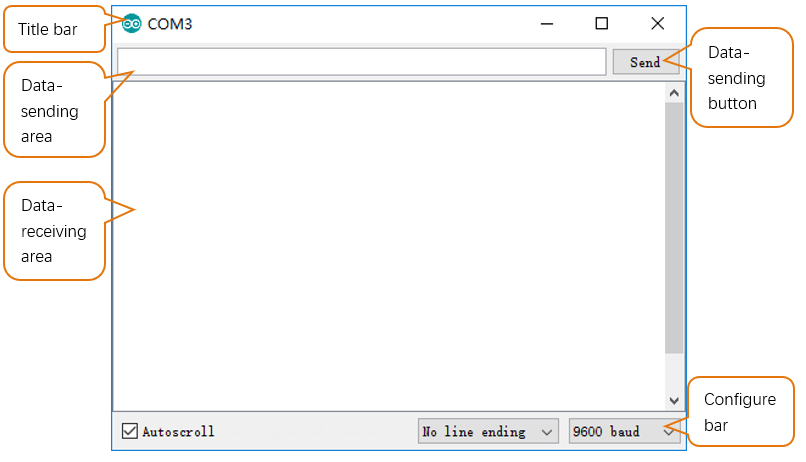 Title bar
COM3
Data-
sending
area
Send
Data-
sending
button
Data-
receiving
area
Autoscroll
No line ending
9600 baud
Configure
bar